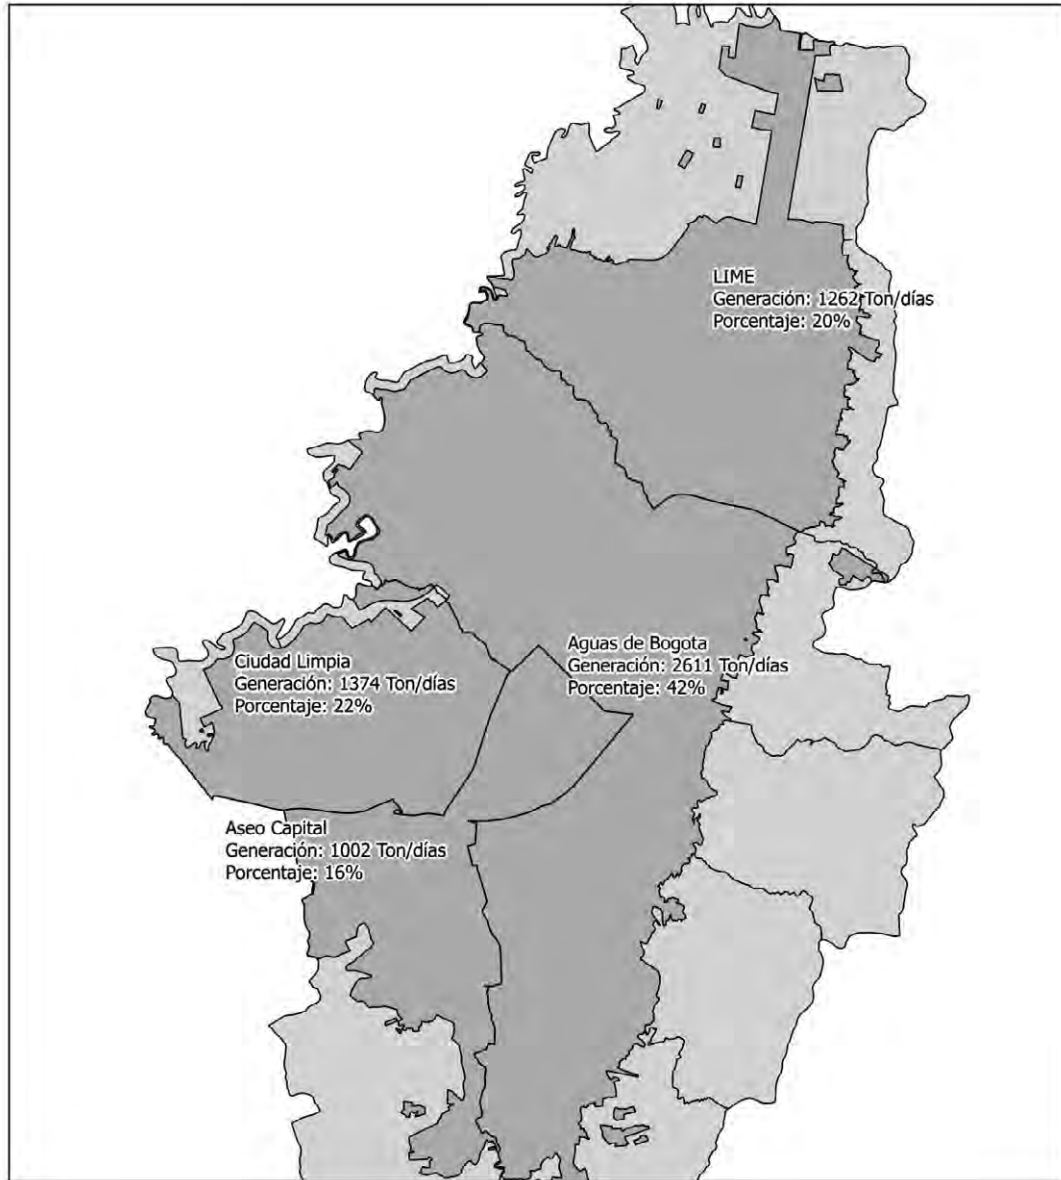 LIME
Generación: 1262 Ton/días
Porcentaje: 20%
Aguas de Bogota
Generación: 2611 Ton/días
Porcentaje: 42%
Ciudad Limpia
Generación: 1374 Ton/días
Porcentaje: 22%
Aseo Capital
Generación: 1002 Ton/días
Porcentaje: 16%